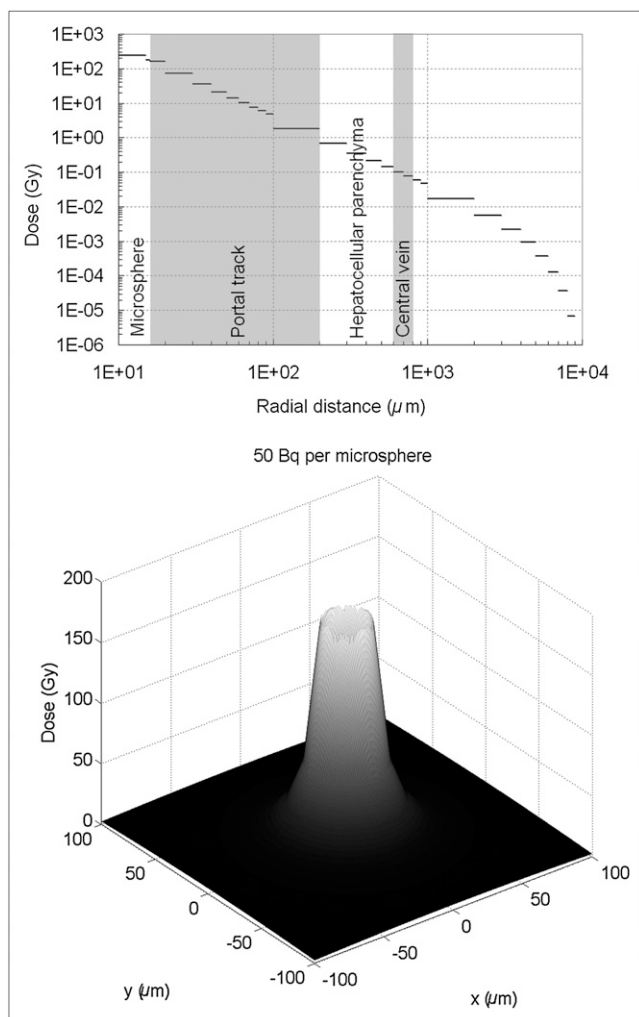 1E+03
1E+02
1E+01
1E+00
1E-01
1E-02
1E-03
1E-04
1E-05
1E-06
Dose (Gy)
Microsphere
Portal track
Hepatocellular parenchyma
Central vein
1E+01 1E+02 1E+03 1E+04
Radial distance (µm)
50 Bq per microsphere
200
150
100
50
0
Dose (Gy)
100
50
0
-50
-100
y (µm)
-100
-50
0
50
100
x (µm)